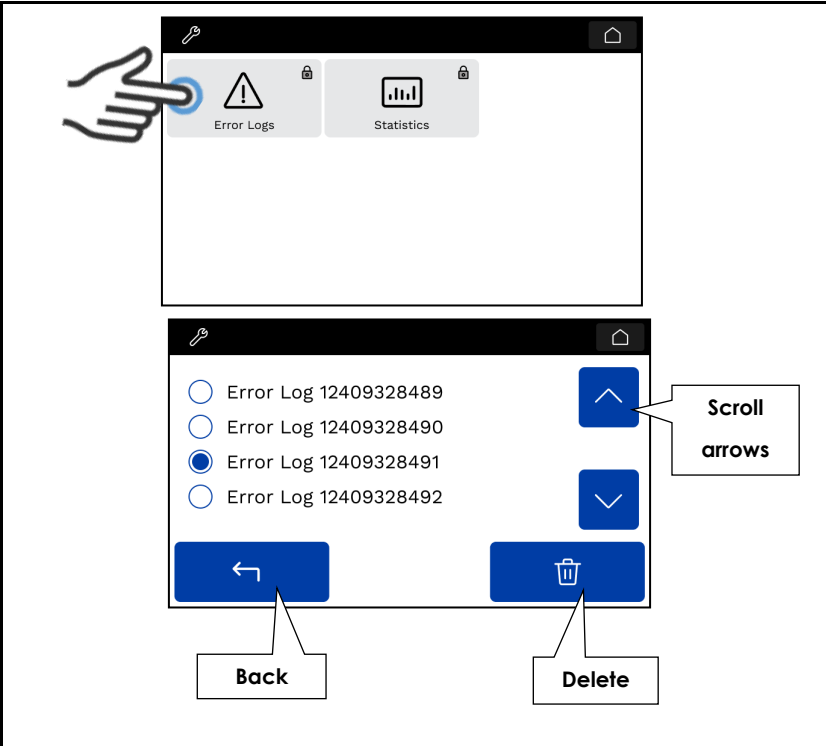 Error Logs
Statistics
Error Log 12409328489
Error Log 12409328490
Error Log 12409328491
Error Log 12409328492
Scroll
arrows
Back
Delete